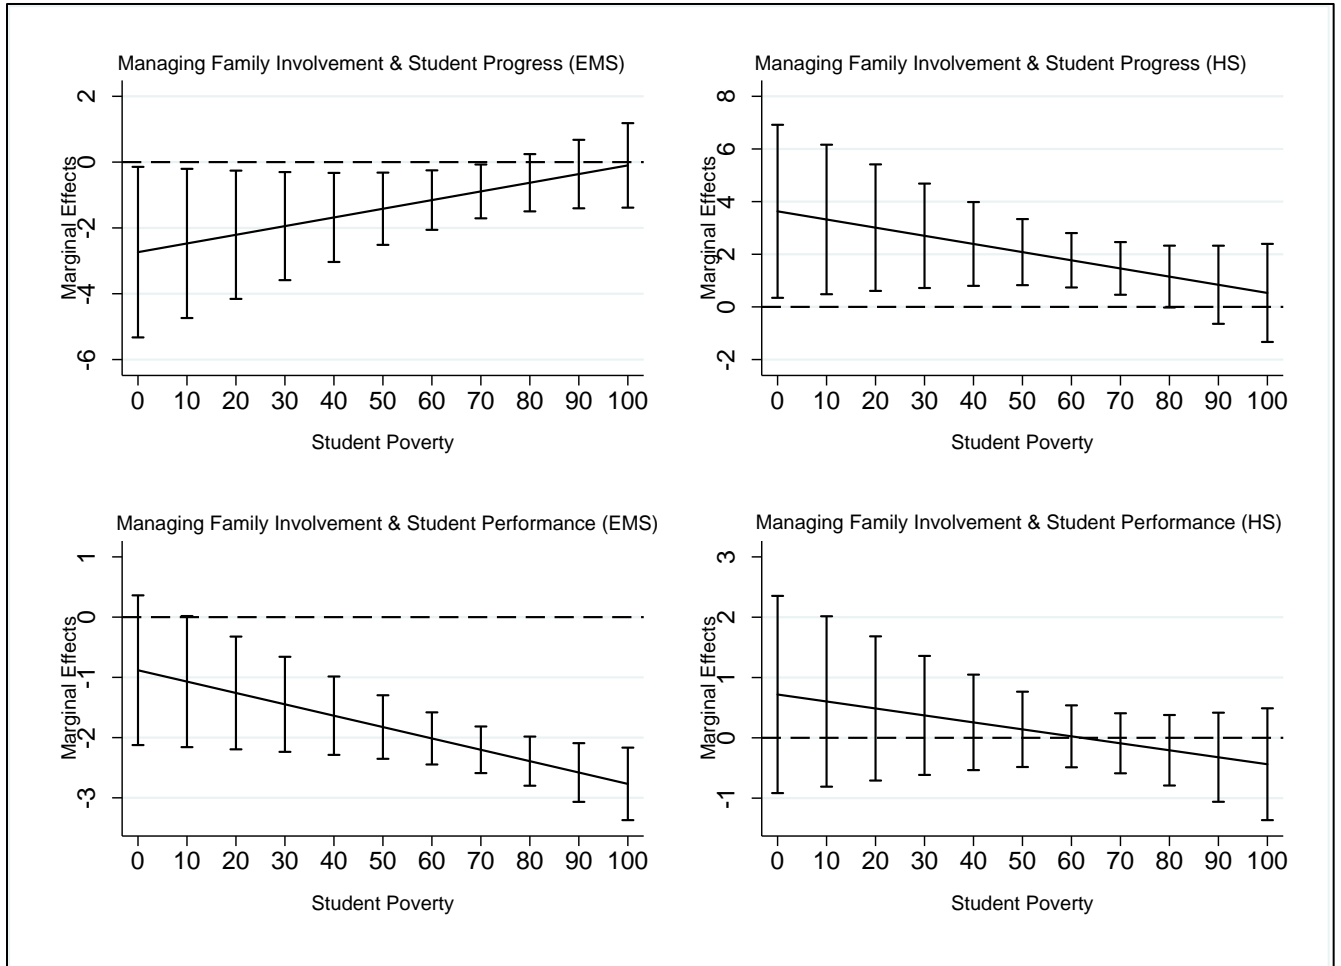 Managing Family Involvement & Student Progress (EMS)
Marginal Effects
2
0
-2
-4
-6
0 10 20 30 40 50 60 70 80 90 100
Student Poverty
Managing Family Involvement & Student Progress (HS)
Marginal Effects
8
6
4
2
0
-2
0 10 20 30 40 50 60 70 80 90 100
Student Poverty
Managing Family Involvement & Student Performance (EMS)
Marginal Effects
1
0
-1
-2
-3
0 10 20 30 40 50 60 70 80 90 100
Student Poverty
Managing Family Involvement & Student Performance (HS)
Marginal Effects
3
2
1
0
-1
0 10 20 30 40 50 60 70 80 90 100
Student Poverty